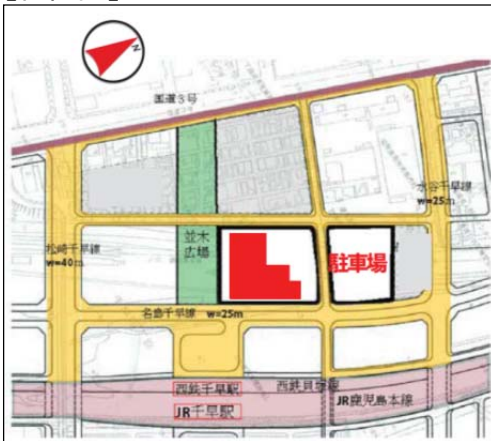 N
国道3号
水谷千早線
w=25m
松崎千早線
w=40m
並木
広場
駐車場
名島千早線 w=25m
西鉄千早駅
西鉄貝塚線
JR千早駅
JR鹿児島本線